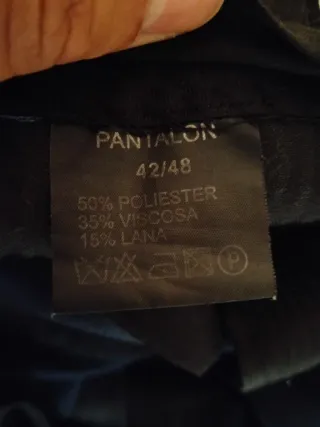 PANTALON
42/48
50% POLIESTER
35% VISCOSA
15% LANA
P